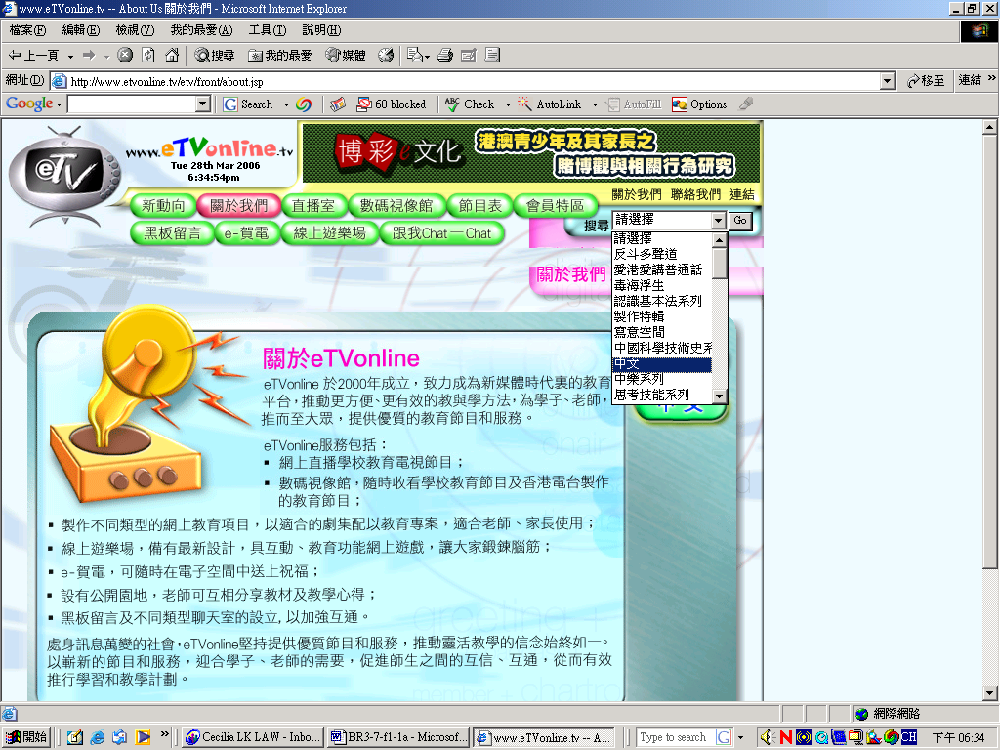 www.eTVonline.tv -- About Us 關於我們 - Microsoft Internet Explorer
檔案(F) 編輯(E) 檢視(V) 我的最愛(A) 工具(T) 說明(H)
上一頁 搜尋 我的最愛 媒體
網址(D) http://www.etvonline.tv/etv/front/about.jsp 移至 連結 »
Google Search 60 blocked Check AutoLink AutoFill Options
eTV
www.eTVonline.tv
Tue 28th Mar 2006
6:34:54pm
博彩e文化
港澳青少年及其家長之
賭博觀與相關行為研究
關於我們 聯絡我們 連結
新動向 關於我們 直播室 數碼視像館 節目表 會員特區
黑板留言 e-賀電 線上遊樂場 跟我Chat一Chat
搜尋 請選擇 Go
關於我們
請選擇
反斗多聲道
愛港愛講普通話
毒海浮生
認識基本法系列
製作特輯
寫意空間
中國科學技術史系
中文
中樂系列
思考技能系列
關於eTVonline
eTVonline 於2000年成立，致力成為新媒體時代裏的教育
平台，推動更方便、更有效的教與學方法，為學子、老師，
推而至大眾，提供優質的教育節目和服務。
eTVonline服務包括：
▪ 網上直播學校教育電視節目；
▪ 數碼視像館，隨時收看學校教育節目及香港電台製作
的教育節目；
▪ 製作不同類型的網上教育項目，以適合的劇集配以教育專案，適合老師、家長使用；
▪ 線上遊樂場，備有最新設計，具互動、教育功能網上遊戲，讓大家鍛鍊腦筋；
▪ e-賀電，可隨時在電子空間中送上祝福；
▪ 設有公開園地，老師可互相分享教材及教學心得；
▪ 黑板留言及不同類型聊天室的設立, 以加強互通。
處身訊息萬變的社會，eTVonline堅持提供優質節目和服務，推動靈活教學的信念始終如一。
以嶄新的節目和服務，迎合學子、老師的需要，促進師生之間的互信、互通，從而有效
推行學習和教學計劃。
onair
greeting
member
chatroo
網際網路
開始 » Cecilia LK LAW - Inbo... BR3-7-f1-1a - Microsof... www.eTVonline.tv -- A... Type to search CH 下午 06:34